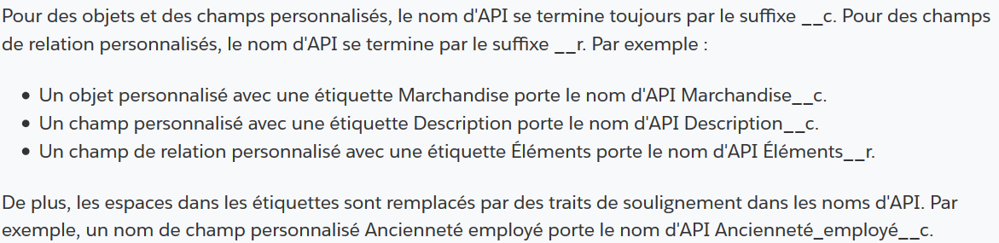 Pour des objets et des champs personnalisés, le nom d'API se termine toujours par le suffixe __c. Pour des champs
de relation personnalisés, le nom d'API se termine par le suffixe __r. Par exemple :
• Un objet personnalisé avec une étiquette Marchandise porte le nom d'API Marchandise__c.
• Un champ personnalisé avec une étiquette Description porte le nom d'API Description__c.
• Un champ de relation personnalisé avec une étiquette Éléments porte le nom d'API Éléments__r.
De plus, les espaces dans les étiquettes sont remplacés par des traits de soulignement dans les noms d'API. Par
exemple, un nom de champ personnalisé Ancienneté employé porte le nom d'API Ancienneté_employé__c.